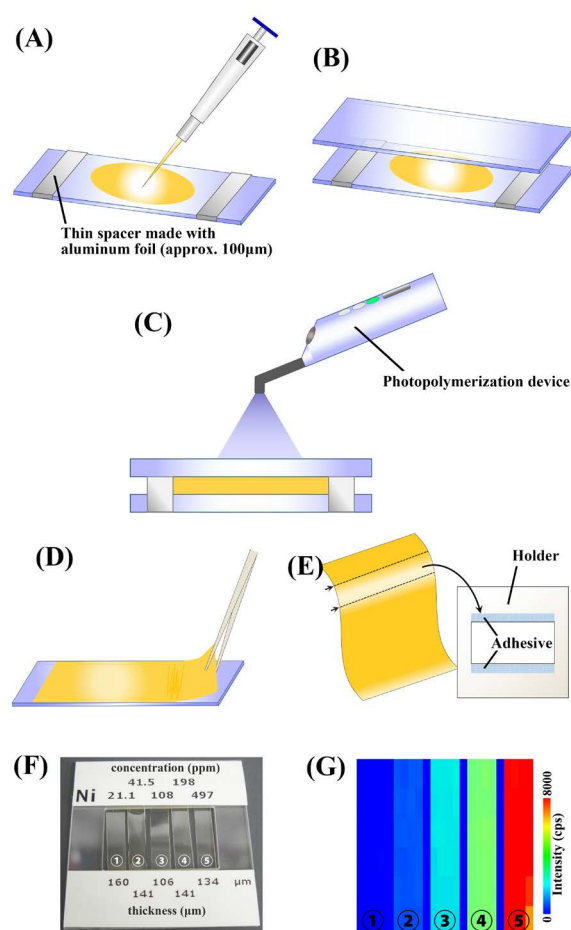 (A)
(B)
Thin spacer made with
aluminum foil (approx. 100μm)
(C)
Photopolymerization device
(D)
(E)
Holder
Adhesive
(F)
concentration (ppm)
41.5 198
Ni 21.1 108 497
① ② ③ ④ ⑤
160 106 134 μm
141 141
thickness (μm)
(G)
8000
Intensity (cps)
0
① ② ③ ④ ⑤